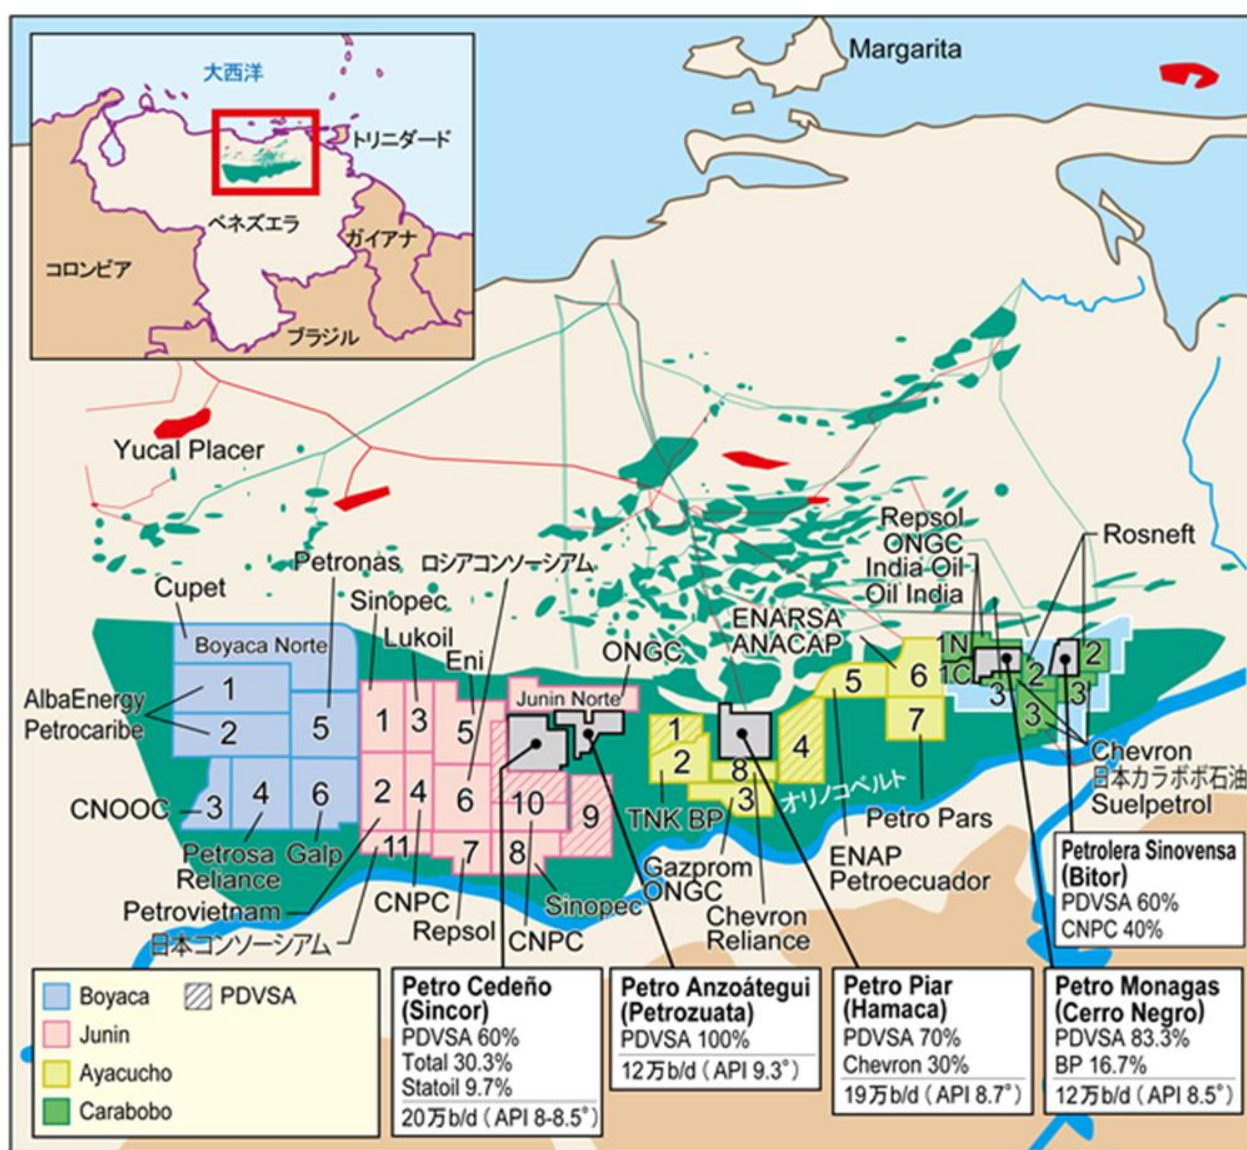 大西洋
トリニダード
ベネズエラ
ガイアナ
コロンビア
ブラジル
Margarita
Yucal Placer
Repsol
ONGC
India Oil
Oil India
Rosneft
Petronas
ロシアコンソーシアム
Cupet
Sinopec
Lukoil
Eni
ONGC
ENARSA
ANACAP
Boyaca Norte
Junin Norte
AlbaEnergy
Petrocaribe
1
2
5
3
4
6
1
3
5
2
4
6
10
9
11
7
8
1
2
8
3
4
5
6
7
1N
1C
3
2
3
2
3
CNOOC
Petrosa
Reliance
Galp
Petrovietnam
日本コンソーシアム
CNPC
Repsol
CNPC
Sinopec
TNK BP
Gazprom
ONGC
Chevron
Reliance
オリノコベルト
Petro Pars
ENAP
Petroecuador
Chevron
日本カラボボ石油
Suelpetrol
Petrolera Sinovensa
(Bitor)
PDVSA 60%
CNPC 40%
Boyaca
PDVSA
Junin
Ayacucho
Carabobo
Petro Cedeño
(Sincor)
PDVSA 60%
Total 30.3%
Statoil 9.7%
20万b/d ( API 8-8.5°)
Petro Anzoátegui
(Petrozuata)
PDVSA 100%
12万b/d ( API 9.3°)
Petro Piar
(Hamaca)
PDVSA 70%
Chevron 30%
19万b/d ( API 8.7°)
Petro Monagas
(Cerro Negro)
PDVSA 83.3%
BP 16.7%
12万b/d ( API 8.5°)